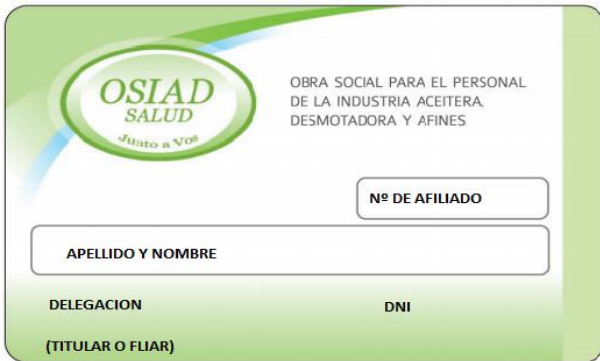 OSIAD
SALUD
Junto a Vos
OBRA SOCIAL PARA EL PERSONAL
DE LA INDUSTRIA ACEITERA,
DESMOTADORA Y AFINES
Nº DE AFILIADO
APELLIDO Y NOMBRE
DELEGACION DNI
(TITULAR O FLIAR)